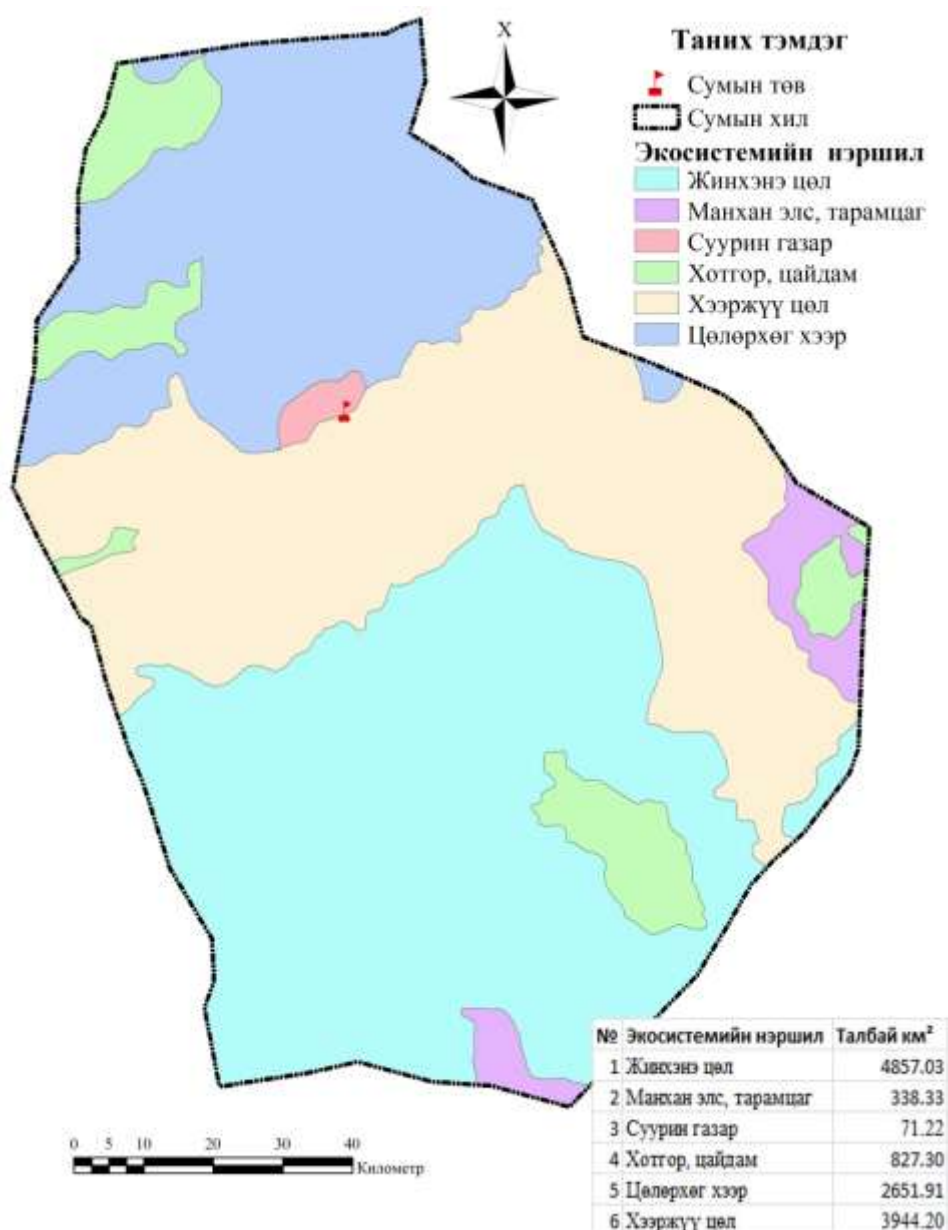 Х
Таних тэмдэг
Сумын төв
Сумын хил
Экосистемийн нэршил
Жинхэнэ цөл
Манхан элс, тарамцаг
Суурин газар
Хотгор, цайдам
Хээржүү цөл
Цөлөрхөг хээр
№ Экосистемийн нэршил Талбай км²
1 Жинхэнэ цөл 4857.03
2 Манхан элс, тарамцаг 338.33
3 Суурин газар 71.22
4 Хотгор, цайдам 827.30
5 Цөлөрхөг хээр 2651.91
6 Хээржүү цөл 3944.20
0 5 10 20 30 40
Километр